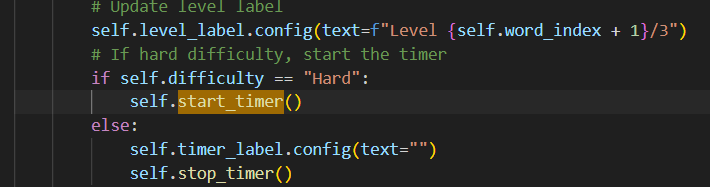 # Update level label
self.level_label.config(text=f"Level {self.word_index + 1}/3")
# If hard difficulty, start the timer
if self.difficulty == "Hard":
self.start_timer()
else:
self.timer_label.config(text="")
self.stop_timer()